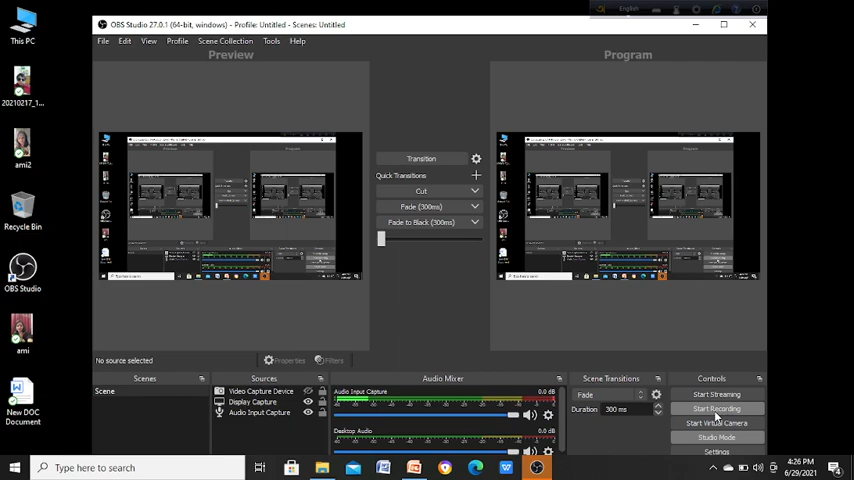 English
This PC
OBS Studio 27.0.1 (64-bit, windows) - Profile: Untitled - Scenes: Untitled
File Edit View Profile Scene Collection Tools Help
Preview
Program
20210217_1...
ami2
Recycle Bin
OBS Studio
ami
New DOC
Document
Transition
Quick Transitions
Cut
Fade (300ms)
Fade to Black (300ms)
No source selected
Properties
Filters
Scenes
Scene
Sources
Video Capture Device
Display Capture
Audio Input Capture
Audio Mixer
Audio Input Capture
0.0 dB
Desktop Audio
0.0 dB
Scene Transitions
Fade
Duration 300 ms
Controls
Start Streaming
Start Recording
Start Virtual Camera
Studio Mode
Settings
Type here to search
4:26 PM
6/29/2021
4